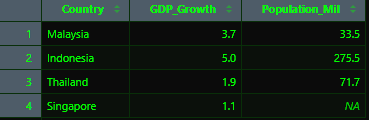 Country GDP_Growth Population_Mil
1 Malaysia 3.7 33.5
2 Indonesia 5.0 275.5
3 Thailand 1.9 71.7
4 Singapore 1.1 NA